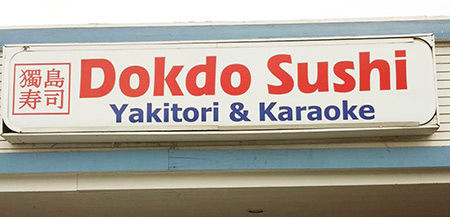 獨島
寿司
Dokdo Sushi
Yakitori & Karaoke